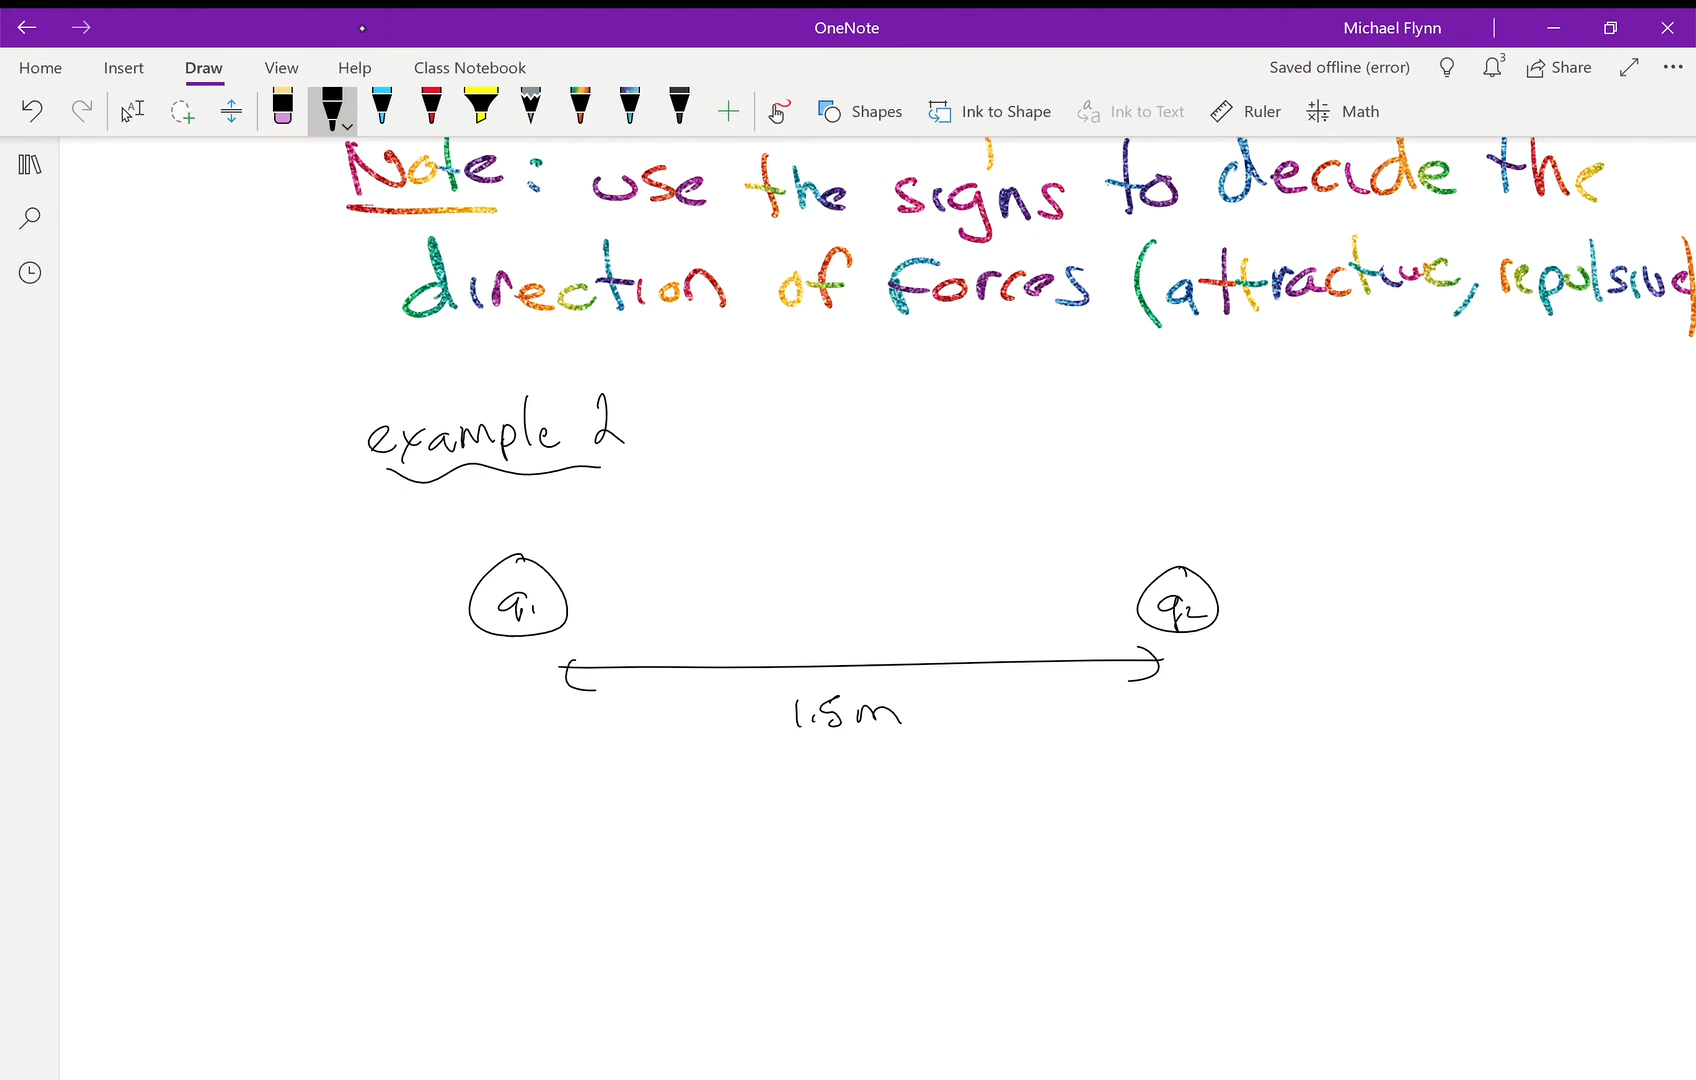 OneNote
Michael Flynn
Home Insert Draw View Help Class Notebook
Saved offline (error) 3 Share
Shapes Ink to Shape Ink to Text Ruler Math
Note: use the signs to decide the
direction of forces (attractive, repulsive)
example 2
q1 q2
1.5m